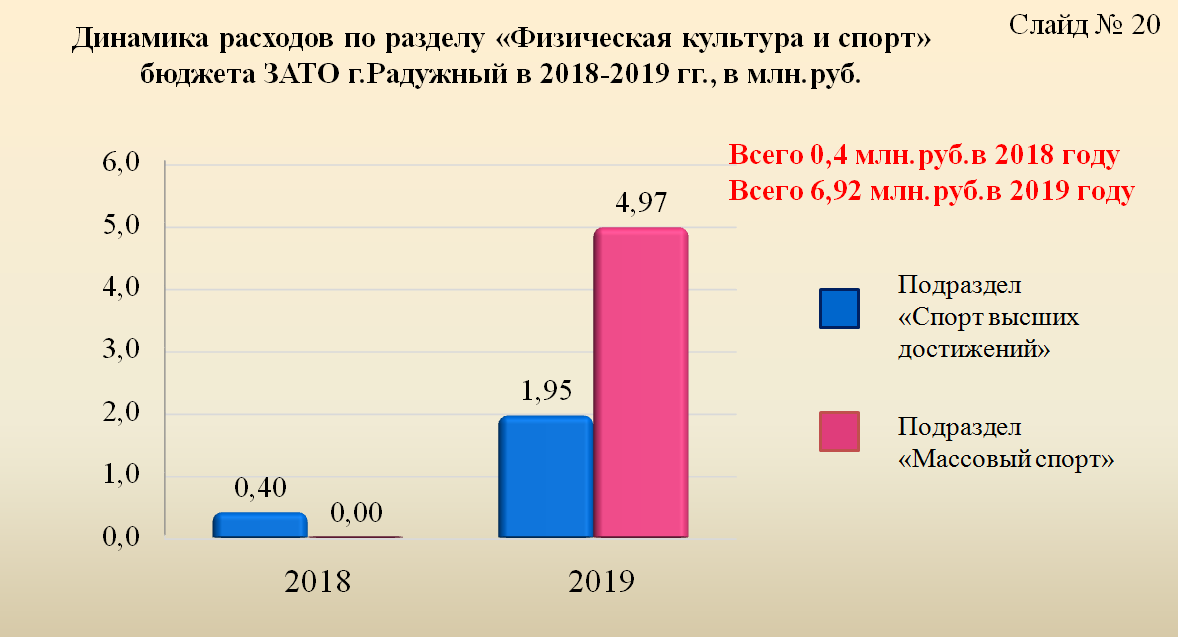 Слайд № 20
Динамика расходов по разделу «Физическая культура и спорт»
бюджета ЗАТО г.Радужный в 2018-2019 гг., в млн.руб.
Всего 0,4 млн.руб.в 2018 году
Всего 6,92 млн.руб.в 2019 году
6,0
5,0
4,0
3,0
2,0
1,0
0,0
0,40
0,00
1,95
4,97
2018
2019
Подраздел
«Спорт высших
достижений»
Подраздел
«Массовый спорт»